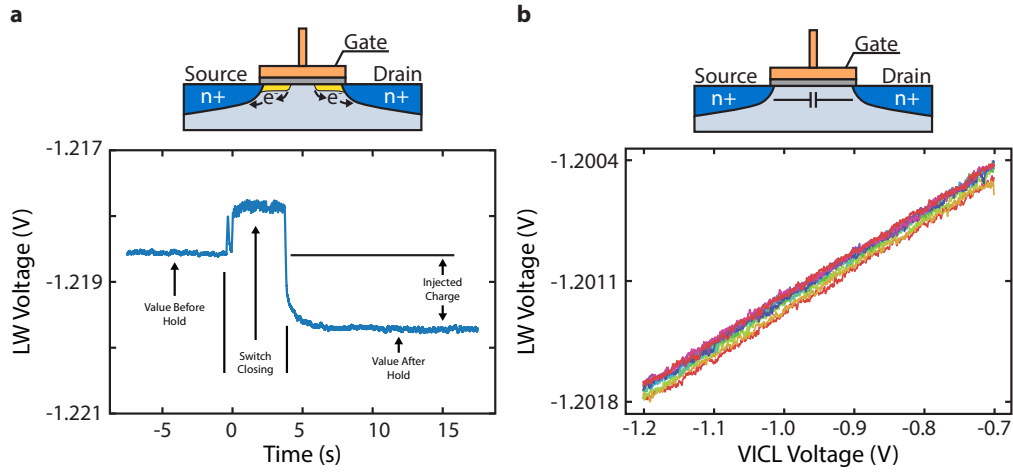 a
Gate
Source
Drain
n+
e-
e-
n+
-1.217
-1.219
-1.221
LW Voltage (V)
Value Before
Hold
Switch
Closing
Injected
Charge
Value After
Hold
-5
0
5
10
15
Time (s)
b
Gate
Source
Drain
n+
n+
-1.2004
-1.2011
-1.2018
LW Voltage (V)
-1.2
-1.1
-1.0
-0.9
-0.8
-0.7
VICL Voltage (V)